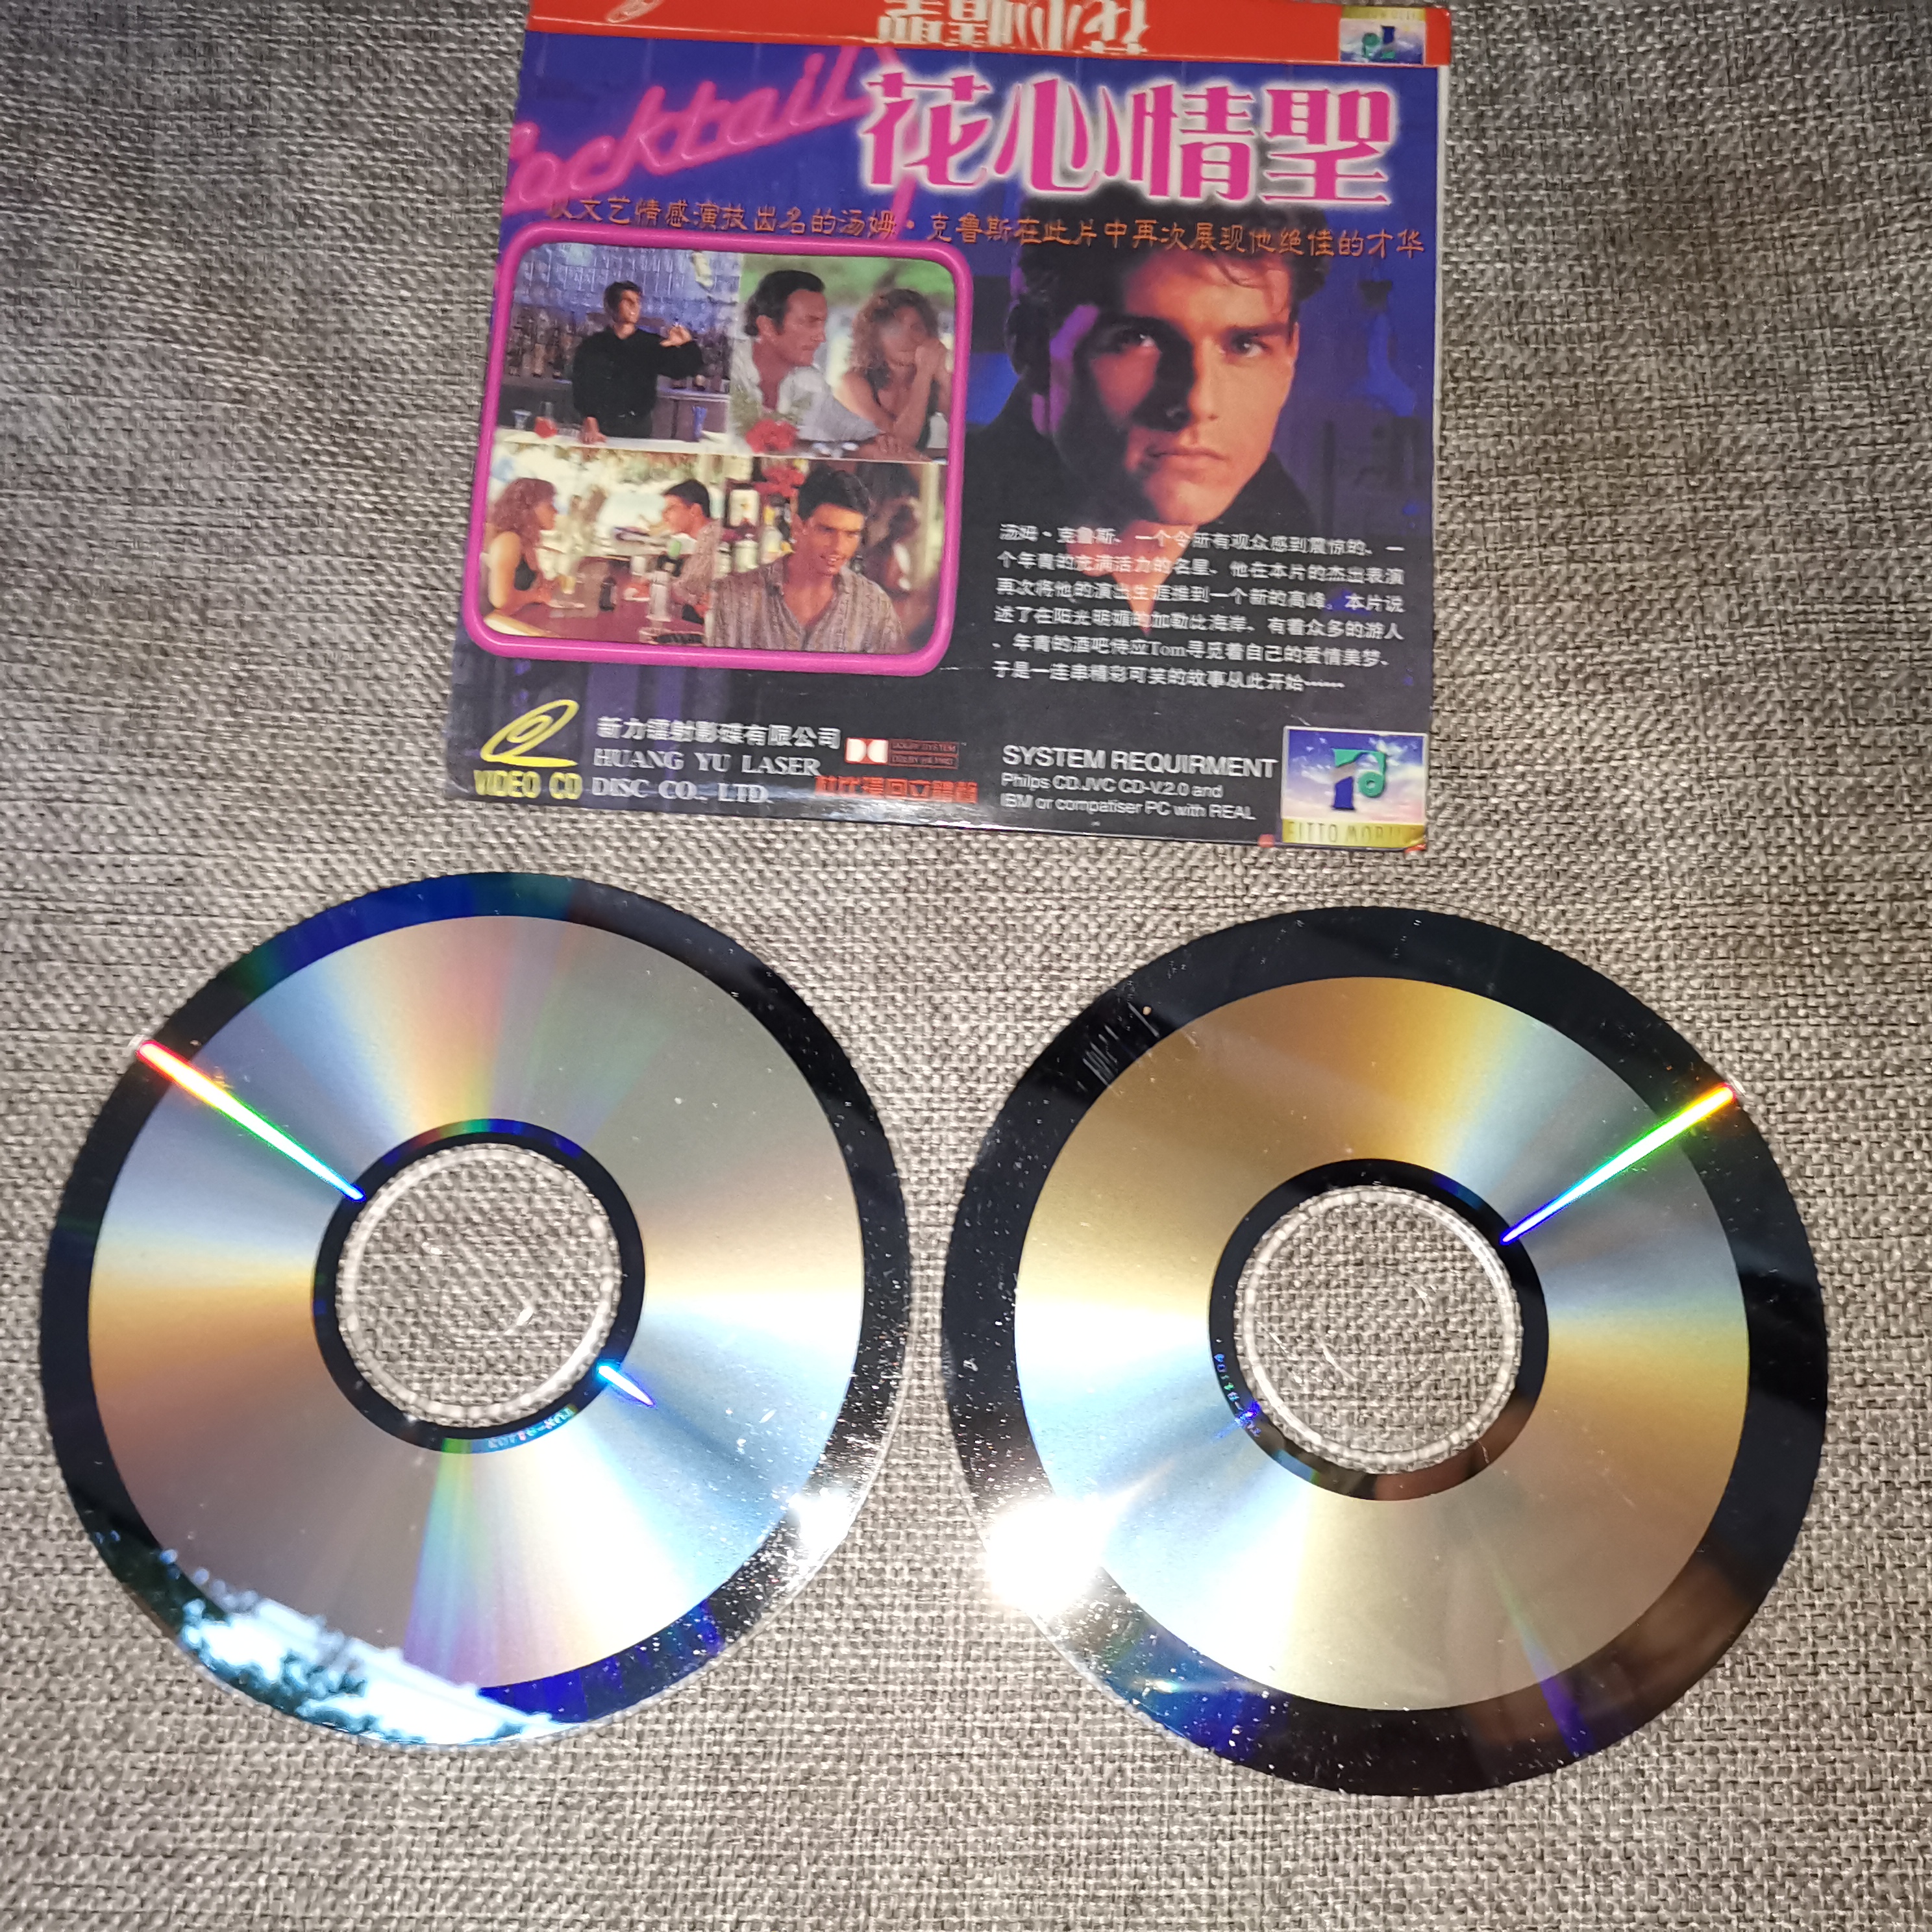 花心情聖
Cocktail
花心情聖
以文艺情感演技出名的汤姆·克鲁斯在此片中再次展现他绝佳的才华
汤姆·克鲁斯、一个令所有观众感到震惊的、一
个年青的充满活力的名星、他在本片的杰出表演
再次将他的演出生涯推到一个新的高峰。本片说
述了在阳光明媚的加勒比海岸、有着众多的游人
、年青的酒吧侍应Tom寻觅着自己的爱情美梦、
于是一连串精彩可笑的故事从此开始……
VIDEO CD
新力镭射影碟有限公司
HUANG YU LASER
DISC CO., LTD.
DOLBY SYSTEM
SYSTEM REQUIRMENT
Philps CD.JVC CD-V.2.0 and
IBM or compatiser PC with REAL